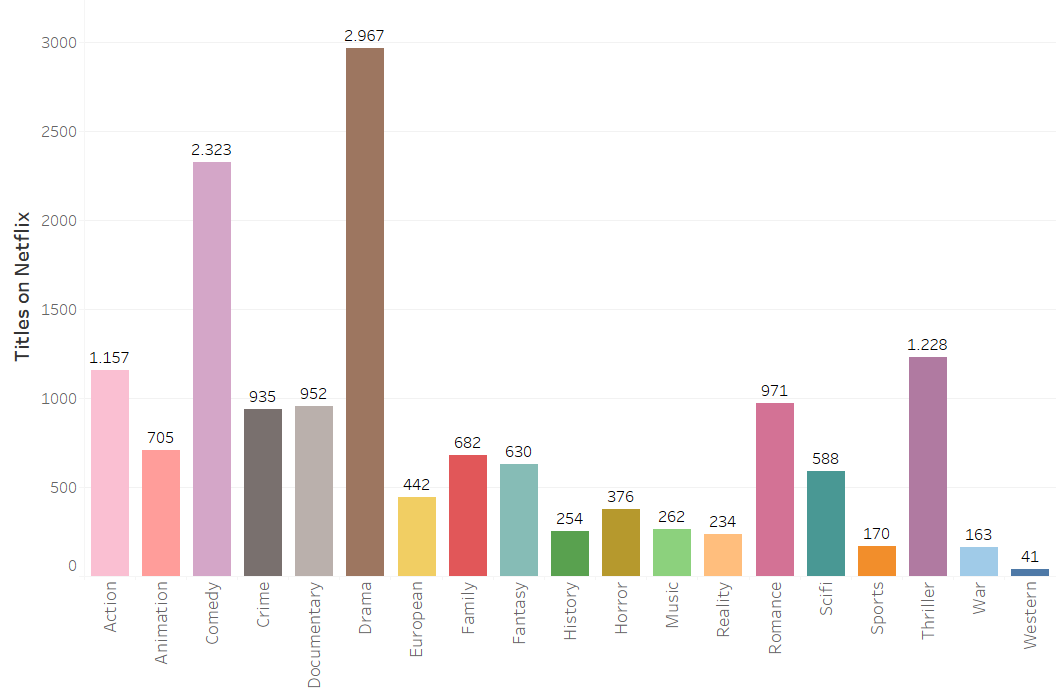 Titles on Netflix
3000
2500
2000
1500
1000
500
0
1.157
705
2.323
935
952
2.967
442
682
630
254
376
262
234
971
588
170
1.228
163
41
Action
Animation
Comedy
Crime
Documentary
Drama
European
Family
Fantasy
History
Horror
Music
Reality
Romance
Scifi
Sports
Thriller
War
Western